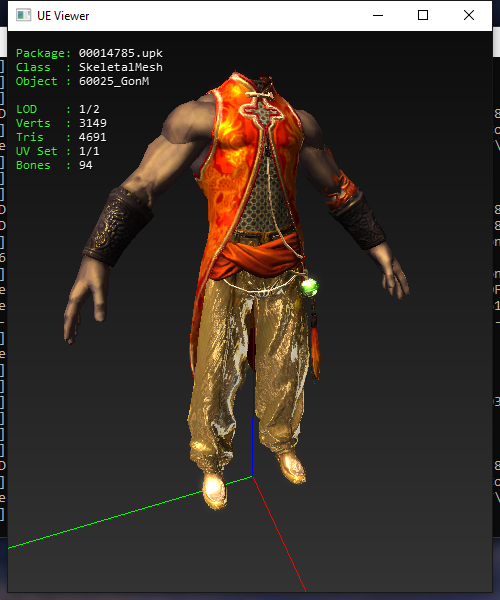 UE Viewer
Package: 00014785.upk
Class : SkeletalMesh
Object : 60025_GonM
LOD : 1/2
Verts : 3149
Tris : 4691
UV Set : 1/1
Bones : 94